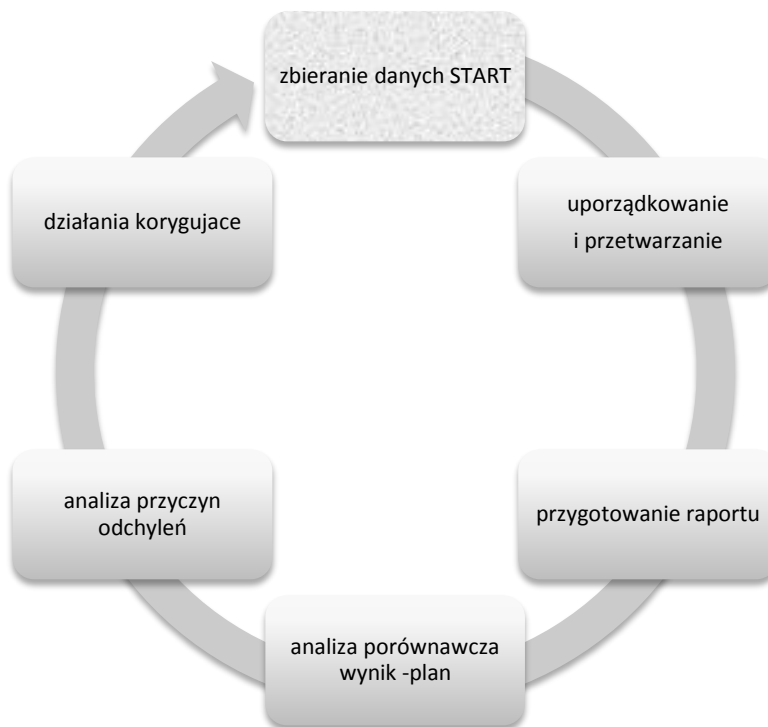 zbieranie danych START
uporządkowanie
i przetwarzanie
przygotowanie raportu
analiza porównawcza
wynik -plan
analiza przyczyn
odchyleń
działania korygujace